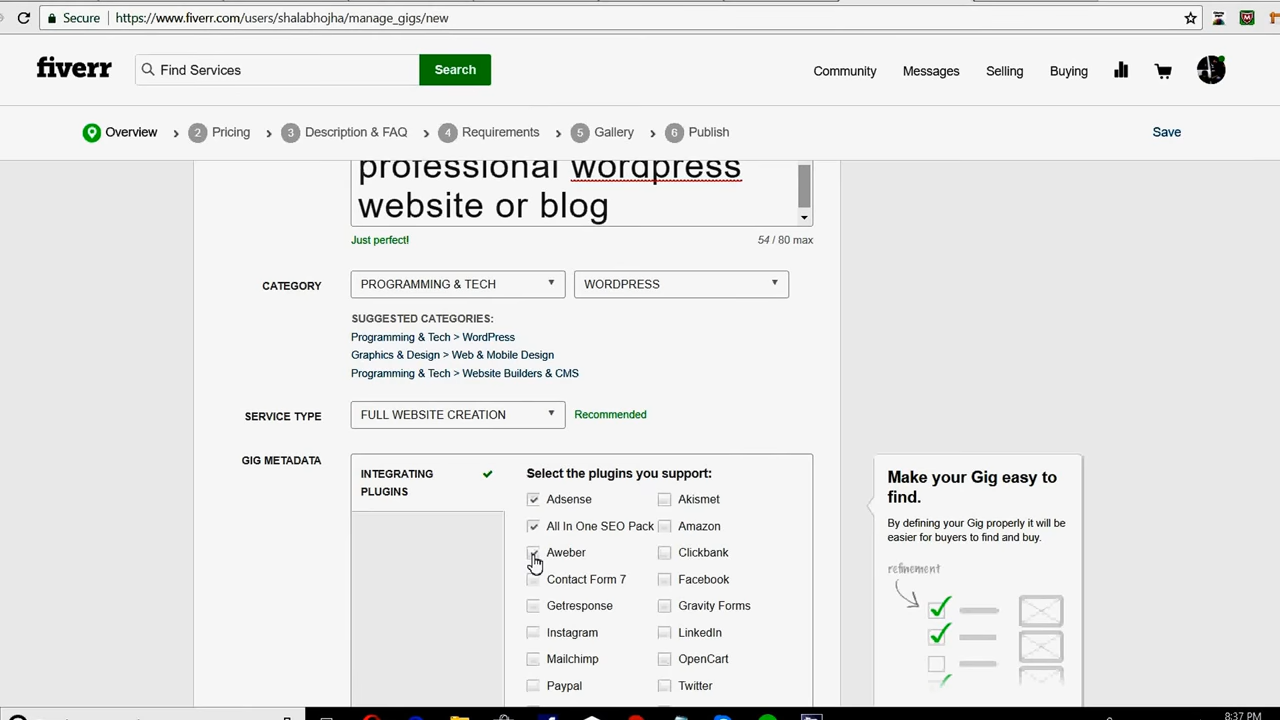 Secure https://www.fiverr.com/users/shalabhojha/manage_gigs/new
fiverr Find Services Search Community Messages Selling Buying
Overview 2 Pricing 3 Description & FAQ 4 Requirements 5 Gallery 6 Publish Save
professional wordpress
website or blog
Just perfect! 54 / 80 max
CATEGORY PROGRAMMING & TECH WORDPRESS
SUGGESTED CATEGORIES:
Programming & Tech > WordPress
Graphics & Design > Web & Mobile Design
Programming & Tech > Website Builders & CMS
SERVICE TYPE FULL WEBSITE CREATION Recommended
GIG METADATA
INTEGRATING
PLUGINS
Select the plugins you support:
Adsense Akismet
All In One SEO Pack Amazon
Aweber Clickbank
Contact Form 7 Facebook
Getresponse Gravity Forms
Instagram LinkedIn
Mailchimp OpenCart
Paypal Twitter
Make your Gig easy to
find.
By defining your Gig properly it will be
easier for buyers to find and buy.
refinement
8:37 PM